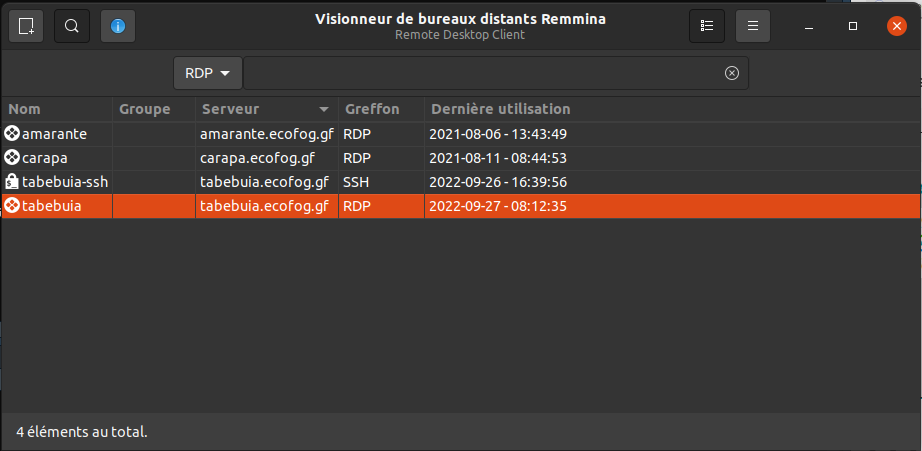 Visionneur de bureaux distants Remmina
Remote Desktop Client
RDP
Nom Groupe Serveur Greffon Dernière utilisation
amarante amarante.ecofog.gf RDP 2021-08-06 - 13:43:49
carapa carapa.ecofog.gf RDP 2021-08-11 - 08:44:53
tabebuia-ssh tabebuia.ecofog.gf SSH 2022-09-26 - 16:39:56
tabebuia tabebuia.ecofog.gf RDP 2022-09-27 - 08:12:35
4 éléments au total.